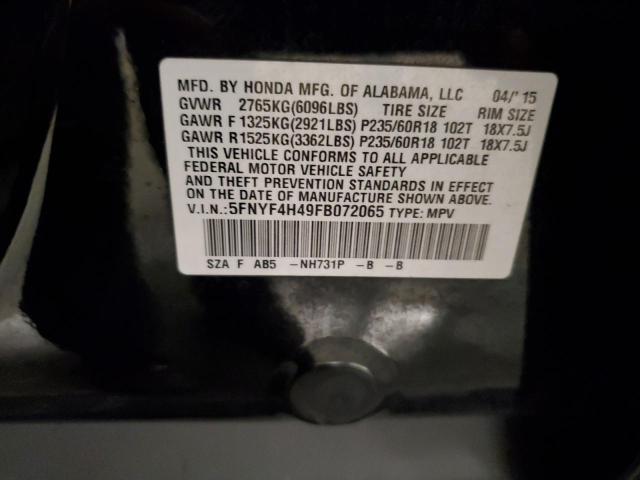 MFD. BY HONDA MFG. OF ALABAMA, LLC 04/'15
GVWR 2765KG(6096LBS) TIRE SIZE RIM SIZE
GAWR F 1325KG(2921LBS) P235/60R18 102T 18X7.5J
GAWR R1525KG(3362LBS) P235/60R18 102T 18X7.5J
THIS VEHICLE CONFORMS TO ALL APPLICABLE
FEDERAL MOTOR VEHICLE SAFETY
AND THEFT PREVENTION STANDARDS IN EFFECT
ON THE DATE OF MANUFACTURE SHOWN ABOVE.
V.I.N.:5FNYF4H49FB072065 TYPE: MPV
SZA F AB5 -NH731P -B -B